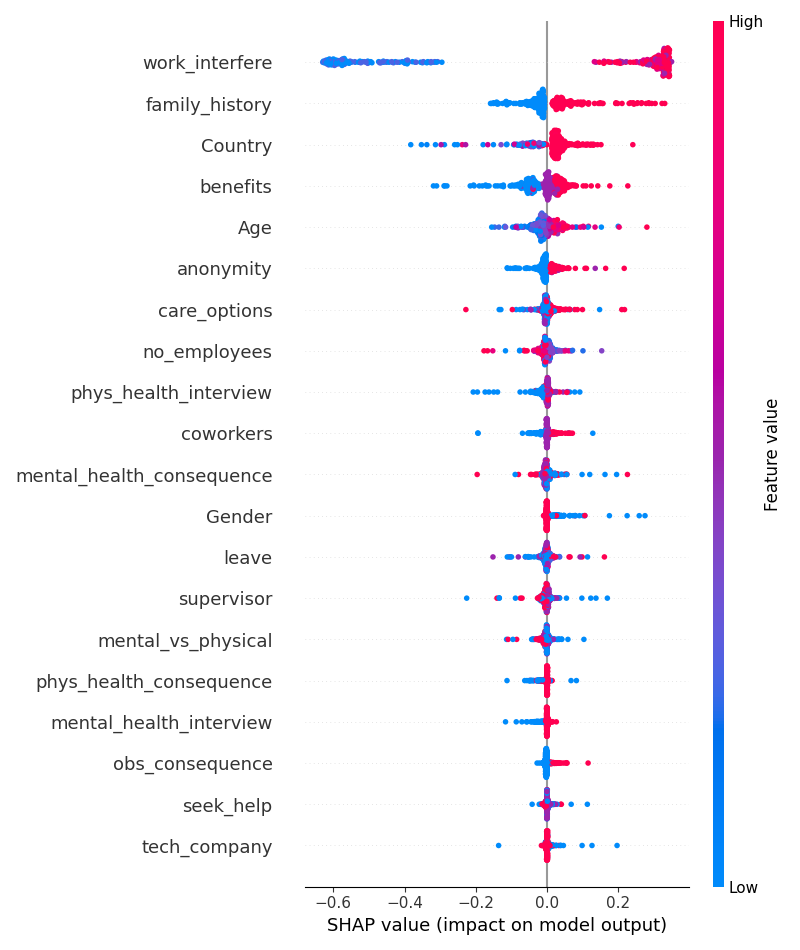 High
work_interfere
family_history
Country
benefits
Age
anonymity
care_options
no_employees
phys_health_interview
coworkers
mental_health_consequence
Gender
leave
supervisor
mental_vs_physical
phys_health_consequence
mental_health_interview
obs_consequence
seek_help
tech_company
Low
Feature value
−0.6 −0.4 −0.2 0.0 0.2
SHAP value (impact on model output)